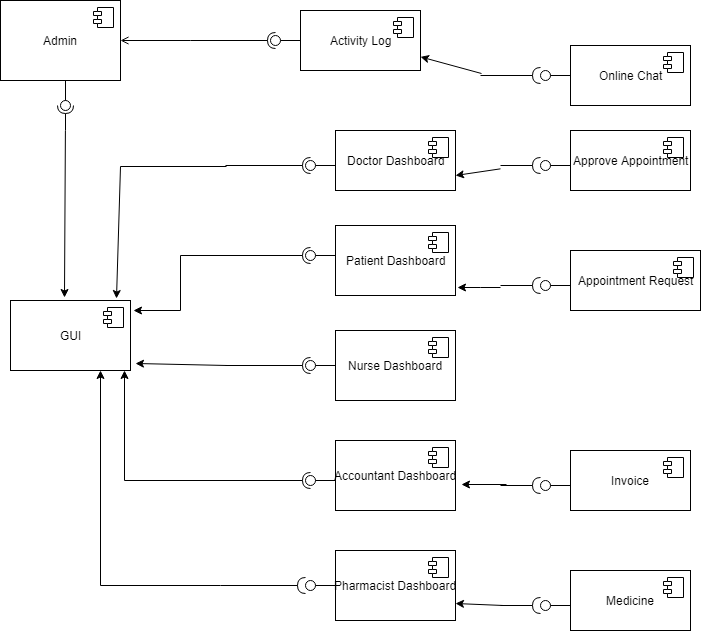 Admin
Activity Log
Online Chat
Doctor Dashboard
Approve Appointment
Patient Dashboard
Appointment Request
GUI
Nurse Dashboard
Accountant Dashboard
Invoice
Pharmacist Dashboard
Medicine